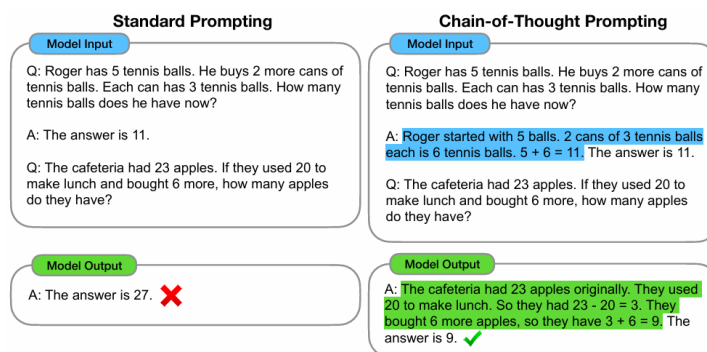 Standard Prompting
Model Input
Q: Roger has 5 tennis balls. He buys 2 more cans of
tennis balls. Each can has 3 tennis balls. How many
tennis balls does he have now?
A: The answer is 11.
Q: The cafeteria had 23 apples. If they used 20 to
make lunch and bought 6 more, how many apples
do they have?
Model Output
A: The answer is 27.
Chain-of-Thought Prompting
Model Input
Q: Roger has 5 tennis balls. He buys 2 more cans of
tennis balls. Each can has 3 tennis balls. How many
tennis balls does he have now?
A: Roger started with 5 balls. 2 cans of 3 tennis balls
each is 6 tennis balls. 5 + 6 = 11. The answer is 11.
Q: The cafeteria had 23 apples. If they used 20 to
make lunch and bought 6 more, how many apples
do they have?
Model Output
A: The cafeteria had 23 apples originally. They used
20 to make lunch. So they had 23 - 20 = 3. They
bought 6 more apples, so they have 3 + 6 = 9. The
answer is 9.